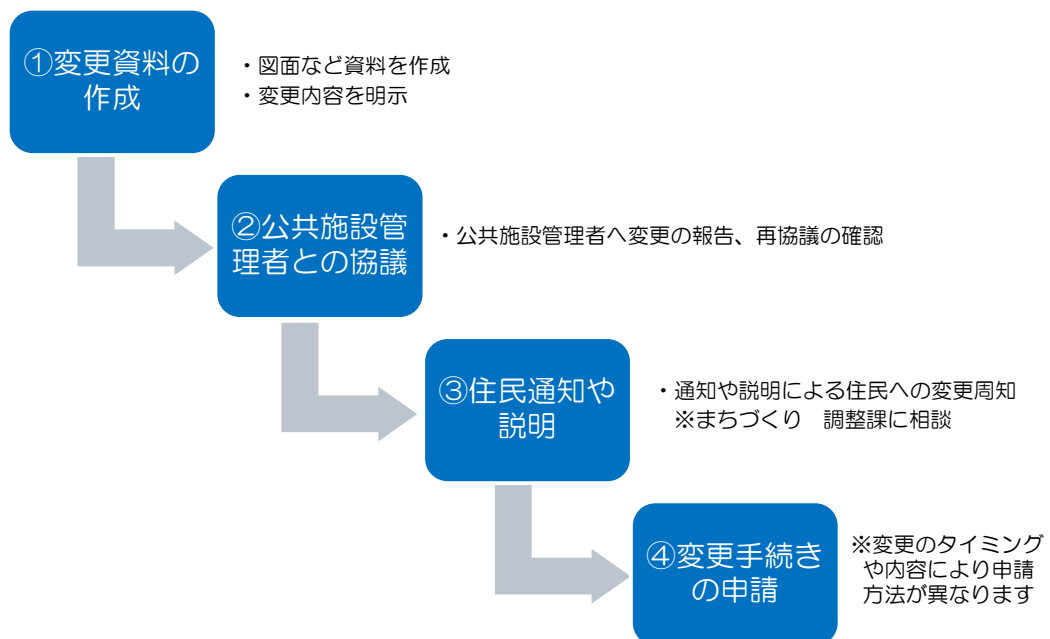 ①変更資料の
作成
・図面など資料を作成
・変更内容を明示
②公共施設管
理者との協議
・公共施設管理者へ変更の報告、再協議の確認
③住民通知や
説明
・通知や説明による住民への変更周知
※まちづくり　調整課に相談
④変更手続き
の申請
※変更のタイミング
や内容により申請
方法が異なります